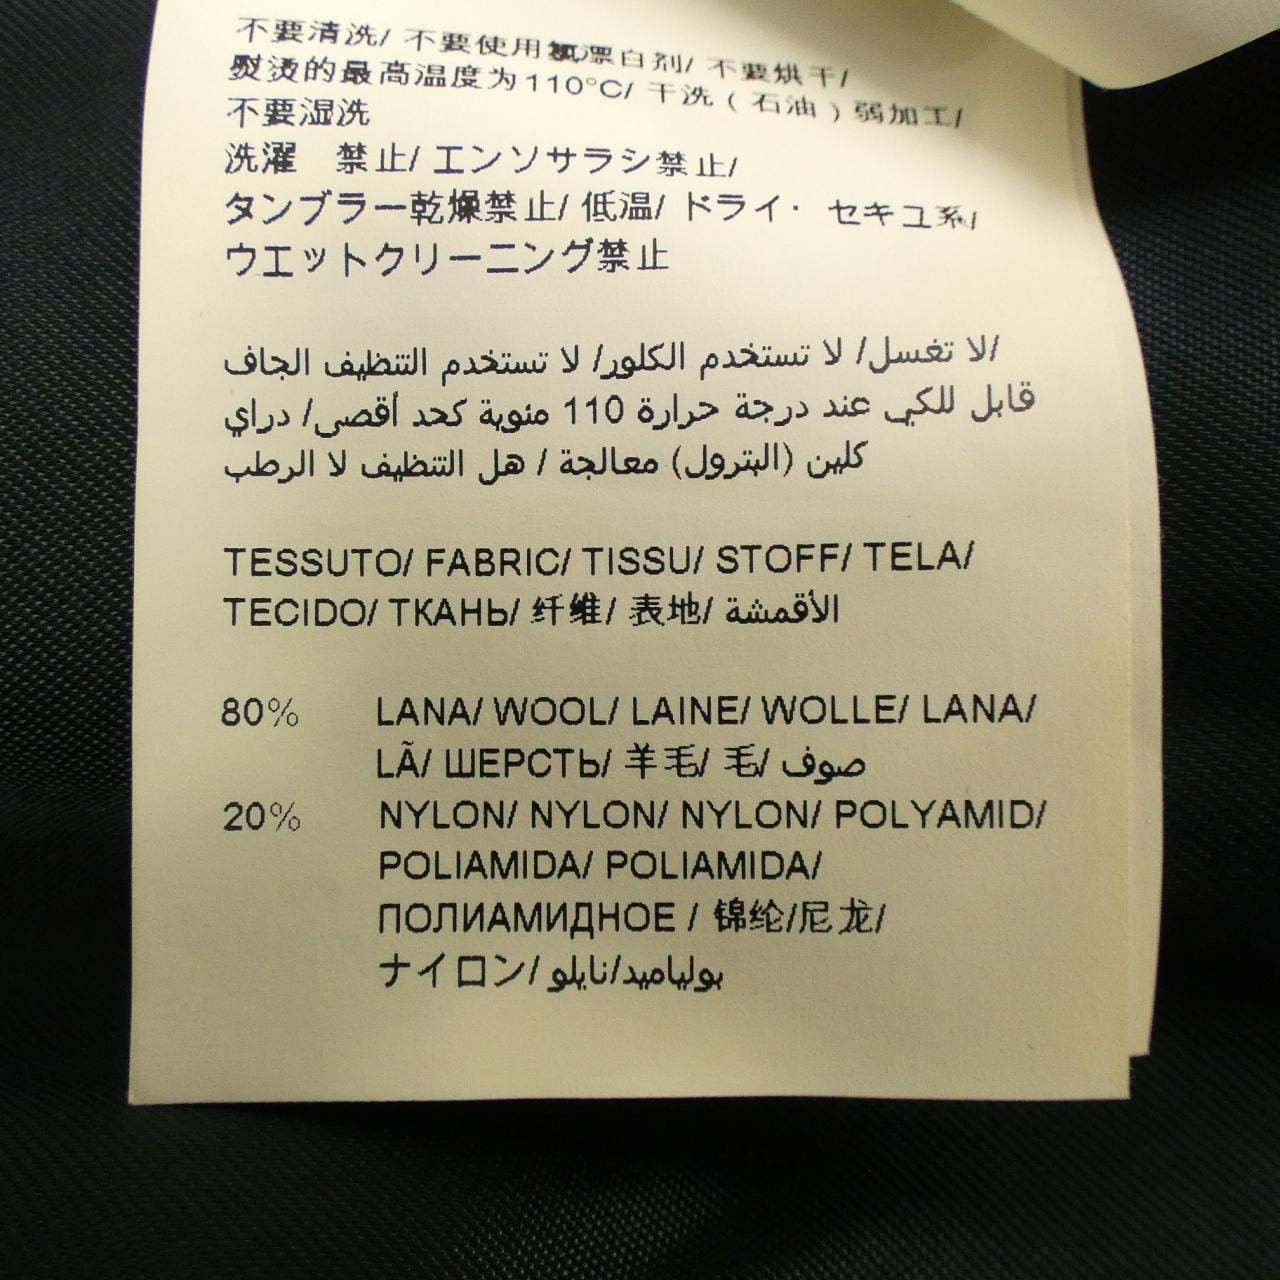 不要清洗/ 不要使用氯漂白剂/ 不要烘干/
熨烫的最高温度为110°C/ 干洗（石油）弱加工/
不要湿洗
洗濯　禁止/ エンソサラシ禁止/
タンブラー乾燥禁止/ 低温/ ドライ· セキユ系/
ウエットクリーニング禁止
لا تغسل/ لا تستخدم الكلور/ لا تستخدم التنظيف الجاف/
قابل للكي عند درجة حرارة 110 مئوية كحد أقصى/ دراي
كلين (البترول) معالجة / هل التنظيف لا الرطب
TESSUTO/ FABRIC/ TISSU/ STOFF/ TELA/
TECIDO/ ТКАНЬ/ 纤维/ 表地/ الأقمشة
80% LANA/ WOOL/ LAINE/ WOLLE/ LANA/
LÃ/ ШЕРСТЬ/ 羊毛/ 毛/ صوف
20% NYLON/ NYLON/ NYLON/ POLYAMID/
POLIAMIDA/ POLIAMIDA/
ПОЛИАМИДНОЕ / 锦纶/尼龙/
ナイロン/ بولياميد/نايلو